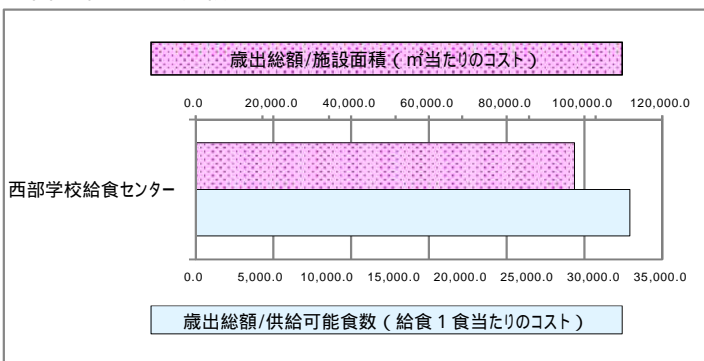 歳出総額/施設面積（㎡当たりのコスト）
0.0 20,000.0 40,000.0 60,000.0 80,000.0 100,000.0 120,000.0
西部学校給食センター
0.0 5,000.0 10,000.0 15,000.0 20,000.0 25,000.0 30,000.0 35,000.0
歳出総額/供給可能食数（給食１食当たりのコスト）